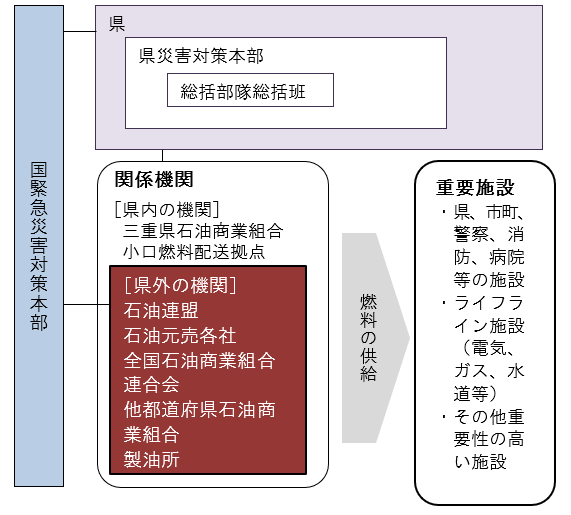 国緊急災害対策本部
県
県災害対策本部
総括部隊総括班
関係機関
［県内の機関］
三重県石油商業組合
小口燃料配送拠点
［県外の機関］
石油連盟
石油元売各社
全国石油商業組合
連合会
他都道府県石油商
業組合
製油所
燃料の供給
重要施設
・県、市町、
警察、消
防、病院
等の施設
・ライフラ
イン施設
（電気、
ガス、水
道等）
・その他重
要性の高
い施設